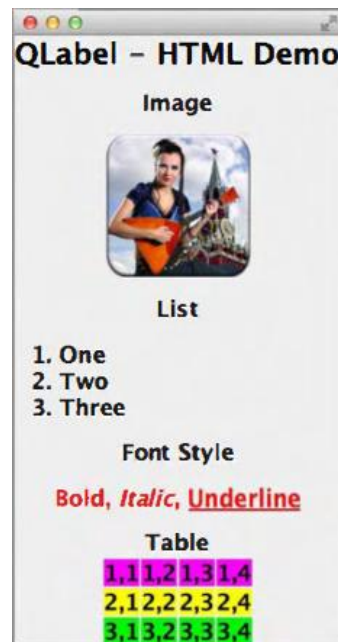 QLabel – HTML Demo
Image
List
1. One
2. Two
3. Three
Font Style
Bold, Italic, Underline
Table
1,1 1,2 1,3 1,4
2,1 2,2 2,3 2,4
3,1 3,2 3,3 3,4